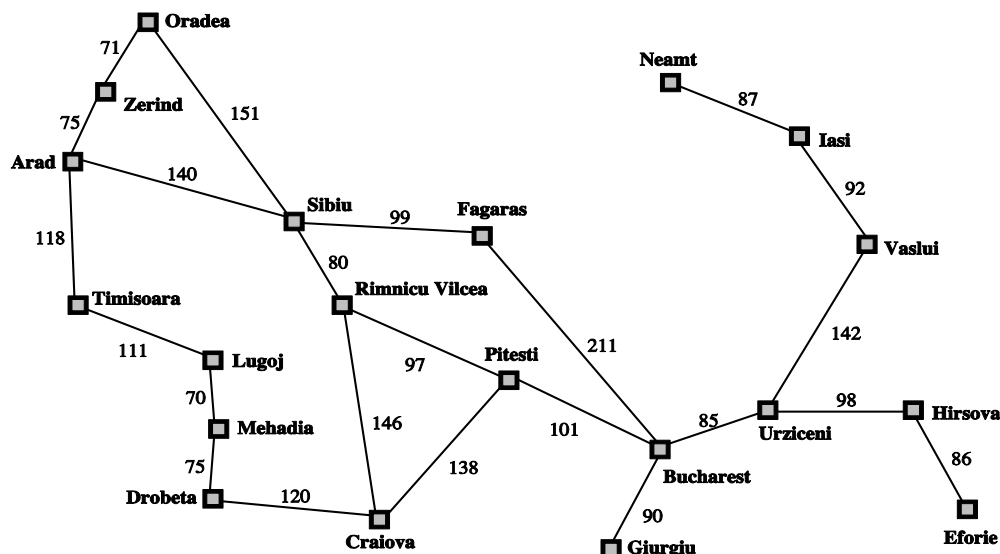 Oradea
71
Neamt
Zerind
87
151
75
Iasi
Arad
140
92
Sibiu
Fagaras
99
118
Vaslui
80
Timisoara
Rimnicu Vilcea
142
111
Lugoj
97
Pitesti
211
70
98
Hirsova
146
85
Mehadia
101
Urziceni
86
75
138
Bucharest
Drobeta
120
90
Eforie
Craiova
Giurgiu